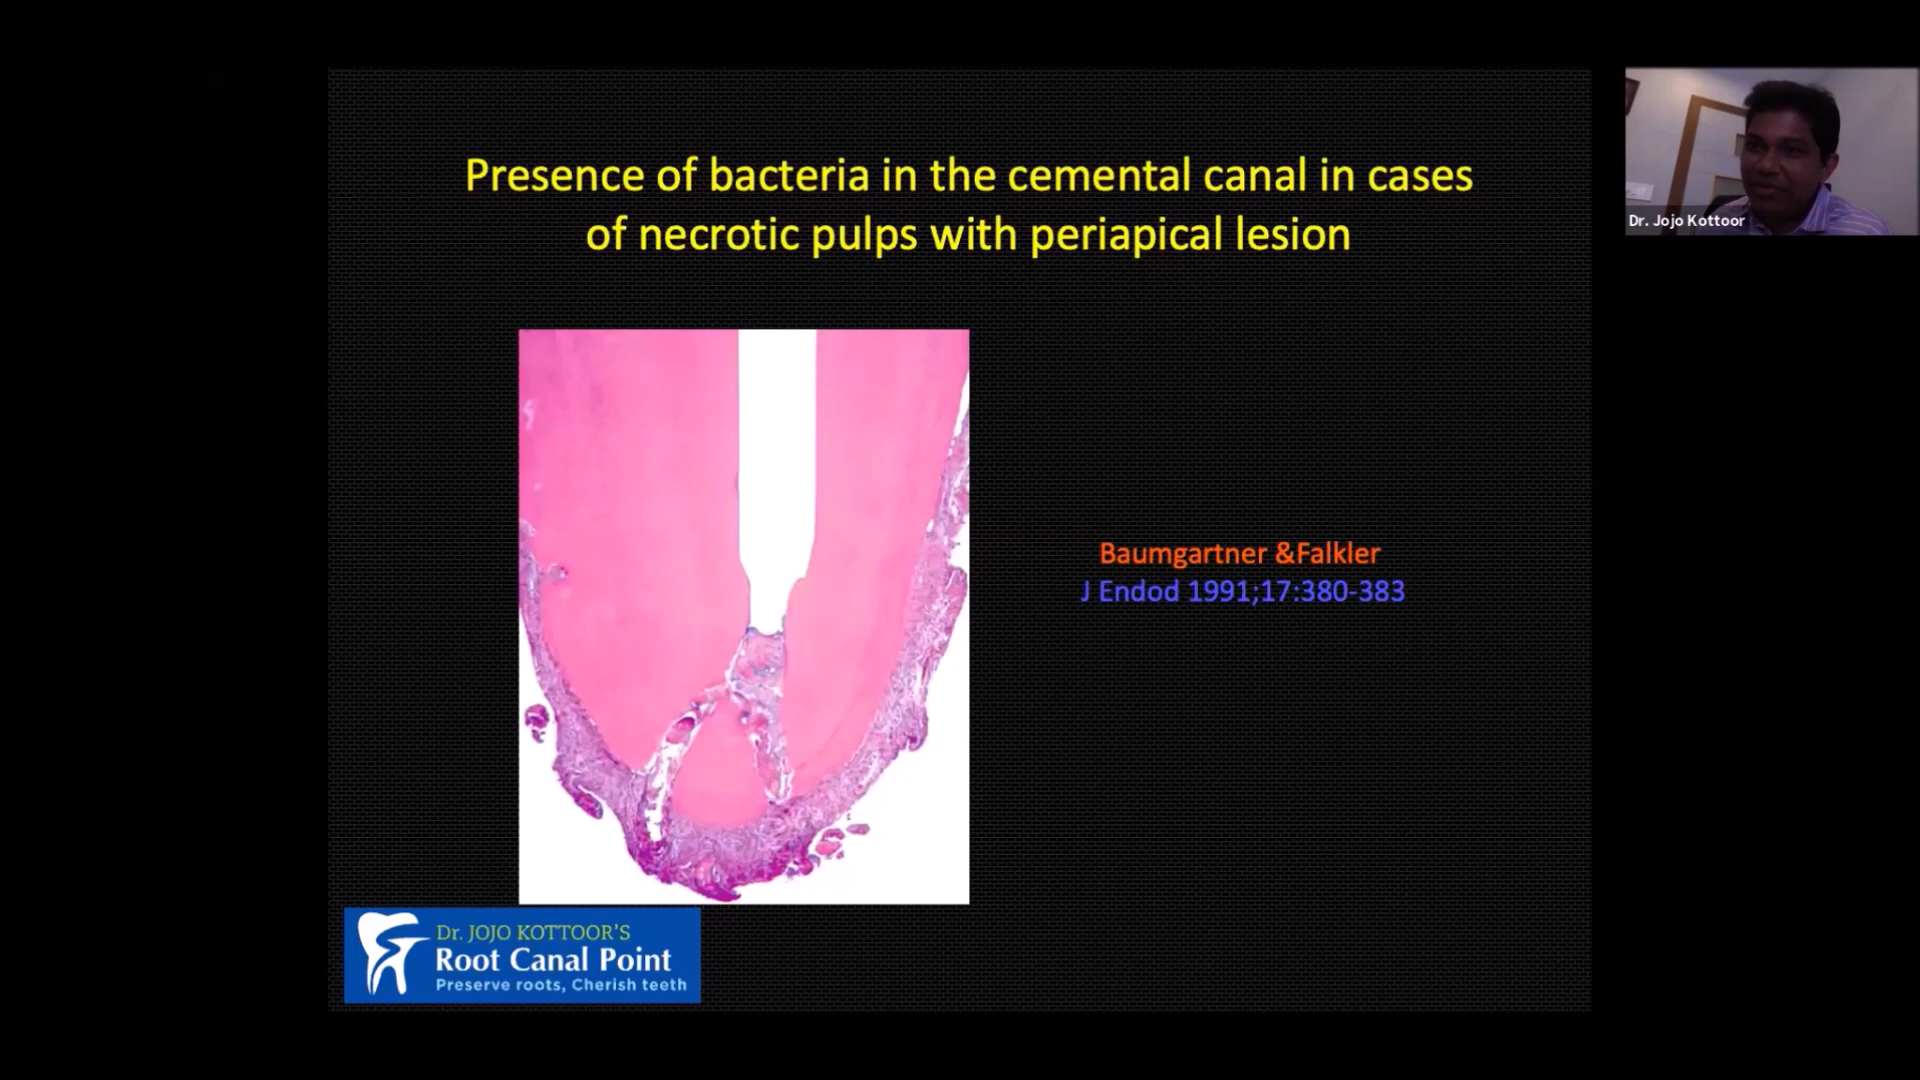 Presence of bacteria in the cemental canal in cases
of necrotic pulps with periapical lesion
Dr. Jojo Kottoor
Baumgartner &Falkler
J Endod 1991;17:380-383
Dr. JOJO KOTTOOR'S
Root Canal Point
Preserve roots, Cherish teeth